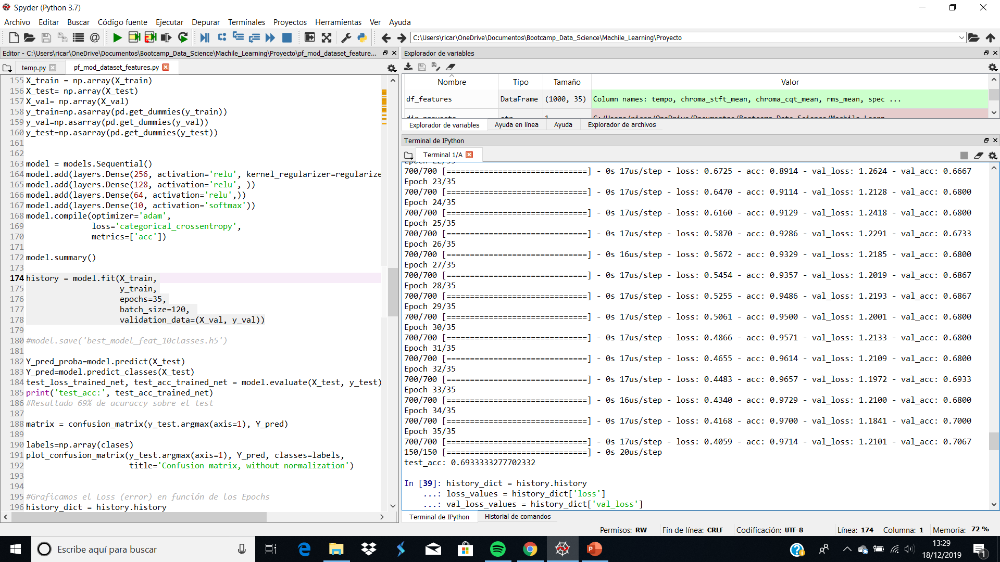 Spyder (Python 3.7)
Archivo Editar Buscar Código fuente Ejecutar Depurar Terminales Proyectos Herramientas Ver Ayuda
C:\Users\ricar\OneDrive\Documentos\Bootcamp_Data_Science\Machile_Learning\Proyecto
Editor - C:\Users\ricar\OneDrive\Documentos\Bootcamp_Data_Science\Machile_Learning\Proyecto\pf_mod_dataset_feature...
temp.py pf_mod_dataset_features.py
155 X_train = np.array(X_train)
156 X_test= np.array(X_test)
157 X_val= np.array(X_val)
158 y_train=np.asarray(pd.get_dummies(y_train))
159 y_val=np.asarray(pd.get_dummies(y_val))
160 y_test=np.asarray(pd.get_dummies(y_test))
161
162
163 model = models.Sequential()
164 model.add(layers.Dense(256, activation='relu', kernel_regularizer=regularize
165 model.add(layers.Dense(128, activation='relu', ))
166 model.add(layers.Dense(64, activation='relu',))
167 model.add(layers.Dense(10, activation='softmax'))
168 model.compile(optimizer='adam',
169 loss='categorical_crossentropy',
170 metrics=['acc'])
171
172 model.summary()
173
174 history = model.fit(X_train,
175 y_train,
176 epochs=35,
177 batch_size=120,
178 validation_data=(X_val, y_val))
179
180 #model.save('best_model_feat_10classes.h5')
181
182 Y_pred_proba=model.predict(X_test)
183 Y_pred=model.predict_classes(X_test)
184 test_loss_trained_net, test_acc_trained_net = model.evaluate(X_test, y_test)
185 print('test_acc:', test_acc_trained_net)
186 #Resultado 69% de acuraccy sobre el test
187
188 matrix = confusion_matrix(y_test.argmax(axis=1), Y_pred)
189
190 labels=np.array(clases)
191 plot_confusion_matrix(y_test.argmax(axis=1), Y_pred, classes=labels,
192 title='Confusion matrix, without normalization')
193
194
195 #Graficamos el Loss (error) en función de los Epochs
196 history_dict = history.history
Explorador de variables
Nombre Tipo Tamaño Valor
df_features DataFrame (1000, 35) Column names: tempo, chroma_stft_mean, chroma_cqt_mean, rms_mean, spec ...
dir_proyecto str 1 C:/Users/ricar/OneDrive/Documentos/Bootcamp_Data_Science/Machile_Learn
Explorador de variables Ayuda en línea Ayuda Explorador de archivos
Terminal de IPython
Terminal 1/A
Epoch 22/35
700/700 [==============================] - 0s 17us/step - loss: 0.6725 - acc: 0.8914 - val_loss: 1.2624 - val_acc: 0.6667
Epoch 23/35
700/700 [==============================] - 0s 17us/step - loss: 0.6470 - acc: 0.9114 - val_loss: 1.2128 - val_acc: 0.6800
Epoch 24/35
700/700 [==============================] - 0s 17us/step - loss: 0.6160 - acc: 0.9129 - val_loss: 1.2418 - val_acc: 0.6800
Epoch 25/35
700/700 [==============================] - 0s 17us/step - loss: 0.5870 - acc: 0.9286 - val_loss: 1.2291 - val_acc: 0.6733
Epoch 26/35
700/700 [==============================] - 0s 16us/step - loss: 0.5672 - acc: 0.9329 - val_loss: 1.2185 - val_acc: 0.6800
Epoch 27/35
700/700 [==============================] - 0s 17us/step - loss: 0.5454 - acc: 0.9357 - val_loss: 1.2019 - val_acc: 0.6867
Epoch 28/35
700/700 [==============================] - 0s 17us/step - loss: 0.5255 - acc: 0.9486 - val_loss: 1.2193 - val_acc: 0.6867
Epoch 29/35
700/700 [==============================] - 0s 17us/step - loss: 0.5061 - acc: 0.9500 - val_loss: 1.2001 - val_acc: 0.6800
Epoch 30/35
700/700 [==============================] - 0s 17us/step - loss: 0.4866 - acc: 0.9571 - val_loss: 1.2133 - val_acc: 0.6800
Epoch 31/35
700/700 [==============================] - 0s 17us/step - loss: 0.4655 - acc: 0.9614 - val_loss: 1.2109 - val_acc: 0.6800
Epoch 32/35
700/700 [==============================] - 0s 17us/step - loss: 0.4483 - acc: 0.9657 - val_loss: 1.1972 - val_acc: 0.6933
Epoch 33/35
700/700 [==============================] - 0s 16us/step - loss: 0.4340 - acc: 0.9729 - val_loss: 1.2100 - val_acc: 0.6800
Epoch 34/35
700/700 [==============================] - 0s 17us/step - loss: 0.4168 - acc: 0.9700 - val_loss: 1.1841 - val_acc: 0.7000
Epoch 35/35
700/700 [==============================] - 0s 17us/step - loss: 0.4059 - acc: 0.9714 - val_loss: 1.2101 - val_acc: 0.7067
150/150 [==============================] - 0s 20us/step
test_acc: 0.6933333277702332
In [39]: history_dict = history.history
...: loss_values = history_dict['loss']
...: val_loss_values = history_dict['val_loss']
Terminal de IPython Historial de comandos
Permisos: RW Fin de línea: CRLF Codificación: UTF-8 Línea: 174 Columna: 1 Memoria: 72 %
Escribe aquí para buscar
13:29
18/12/2019
1